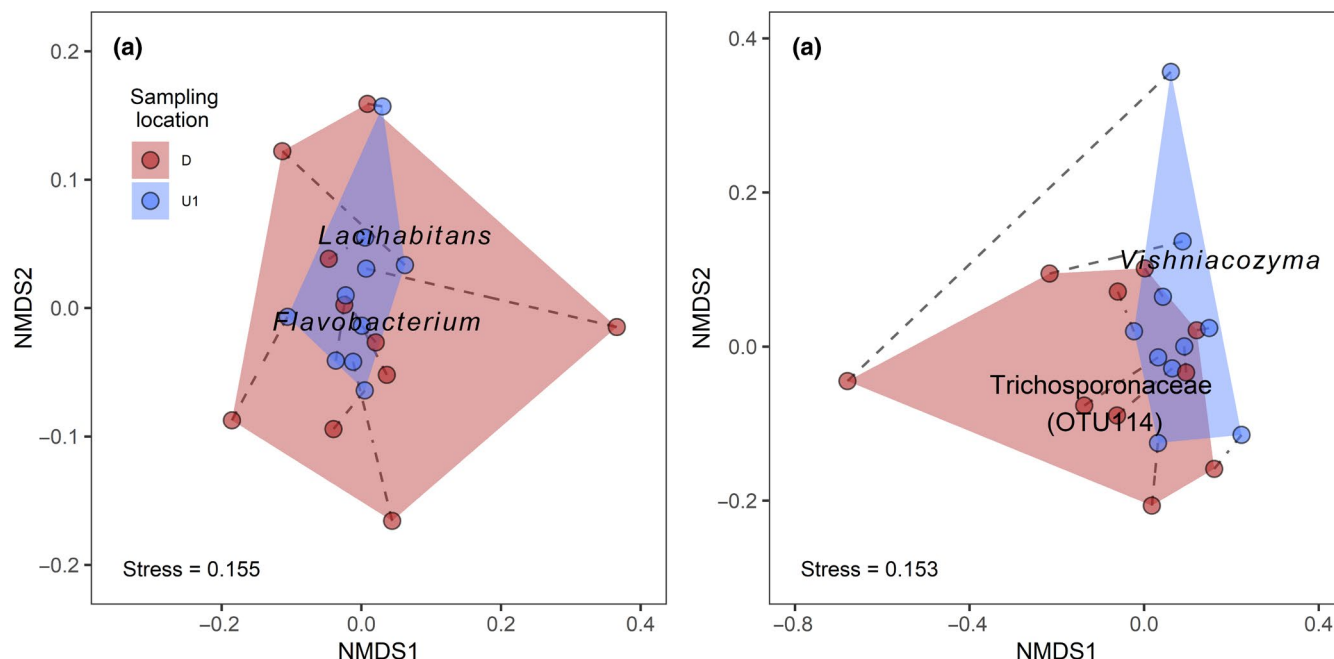 (a)
Sampling
location
D
U1
Lacihabitans
Flavobacterium
Stress = 0.155
NMDS2
0.2
0.1
0.0
−0.1
−0.2
−0.2
0.0
0.2
0.4
NMDS1
(a)
Vishniacozyma
Trichosporonaceae
(OTU114)
Stress = 0.153
NMDS2
0.4
0.2
0.0
−0.2
−0.8
−0.4
0.0
0.4
NMDS1